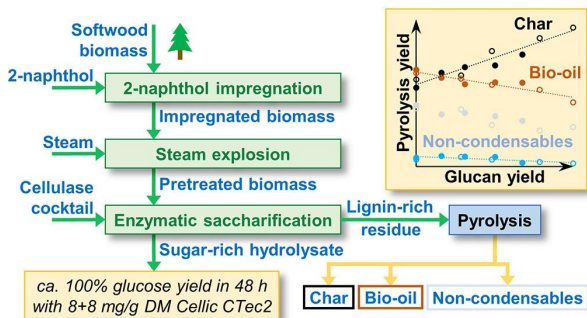 Softwood
biomass
2-naphthol
2-naphthol impregnation
Impregnated biomass
Steam
Steam explosion
Pretreated biomass
Cellulase
cocktail
Enzymatic saccharification
Lignin-rich
residue
Pyrolysis
Sugar-rich hydrolysate
ca. 100% glucose yield in 48 h
with 8+8 mg/g DM Cellic CTec2
Char
Bio-oil
Non-condensables
Pyrolysis yield
Char
Bio-oil
Non-condensables
Glucan yield